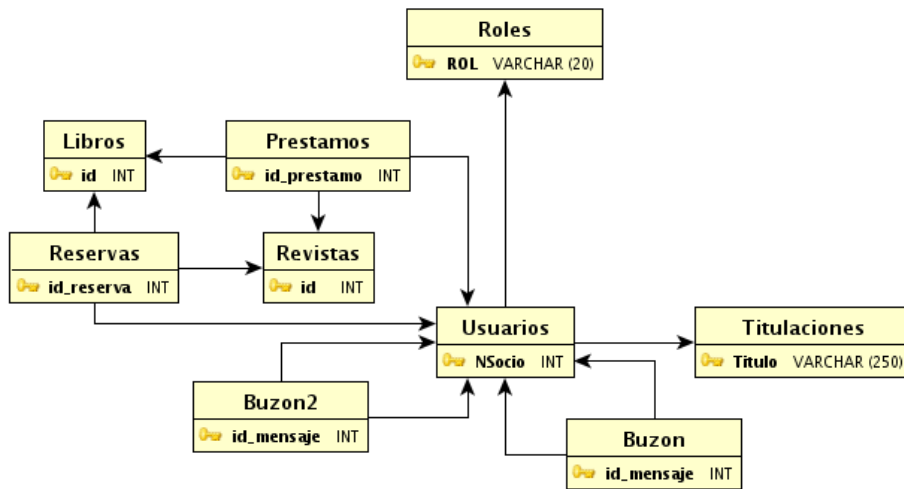 Roles
ROL VARCHAR (20)
Libros
id INT
Prestamos
id_prestamo INT
Reservas
id_reserva INT
Revistas
id INT
Usuarios
NSocio INT
Titulaciones
Titulo VARCHAR (250)
Buzon2
id_mensaje INT
Buzon
id_mensaje INT